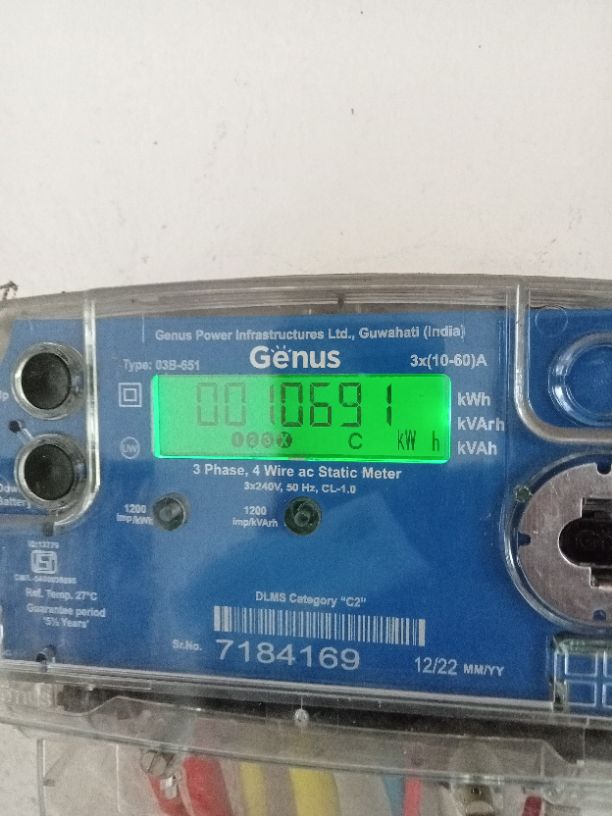 Genus Power Infrastructures Ltd., Guwahati (India)
Type: 03B-651
Genus
3x(10-60)A
0010691
C kW h
kWh
kVArh
kVAh
UW
3 Phase, 4 Wire ac Static Meter
3x240V, 50 Hz, CL-1.0
1200
imp/kWh
1200
imp/kVArh
Battery
Ref. Temp. 27°C
Guarantee period
'5½ Years'
DLMS Category "C2"
Sr.No. 7184169
12/22 MM/YY